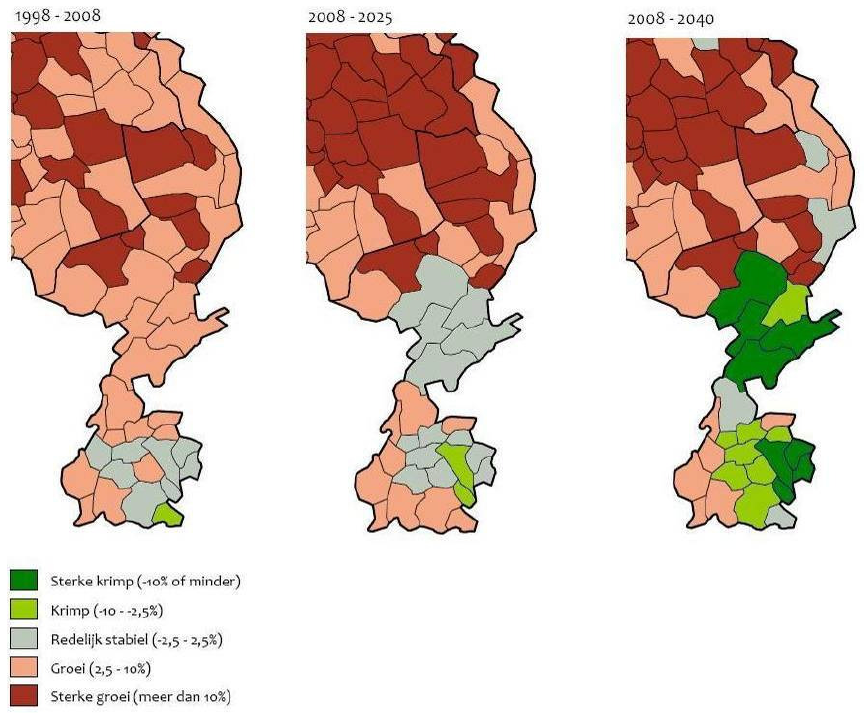 1998 - 2008
2008 - 2025
2008 - 2040
Sterke krimp (-10% of minder)
Krimp (-10 - -2,5%)
Redelijk stabiel (-2,5 - 2,5%)
Groei (2,5 - 10%)
Sterke groei (meer dan 10%)